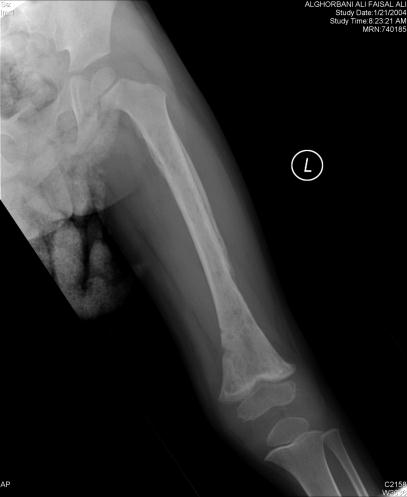 ALGHORBANI ALI FAISAL ALI
Study Date:1/21/2004
Study Time:8:23:21 AM
MRN:740185
L
AP
C2158